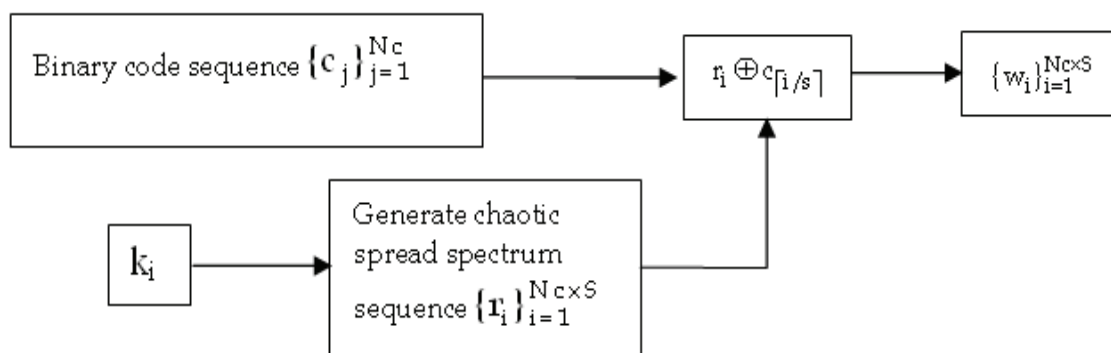 Binary code sequence {c_j}_{j=1}^{Nc}
r_i ⊕ c_{⌈i/s⌉}
{w_i}_{i=1}^{Nc×S}
k_i
Generate chaotic
spread spectrum
sequence {r_i}_{i=1}^{Nc×S}